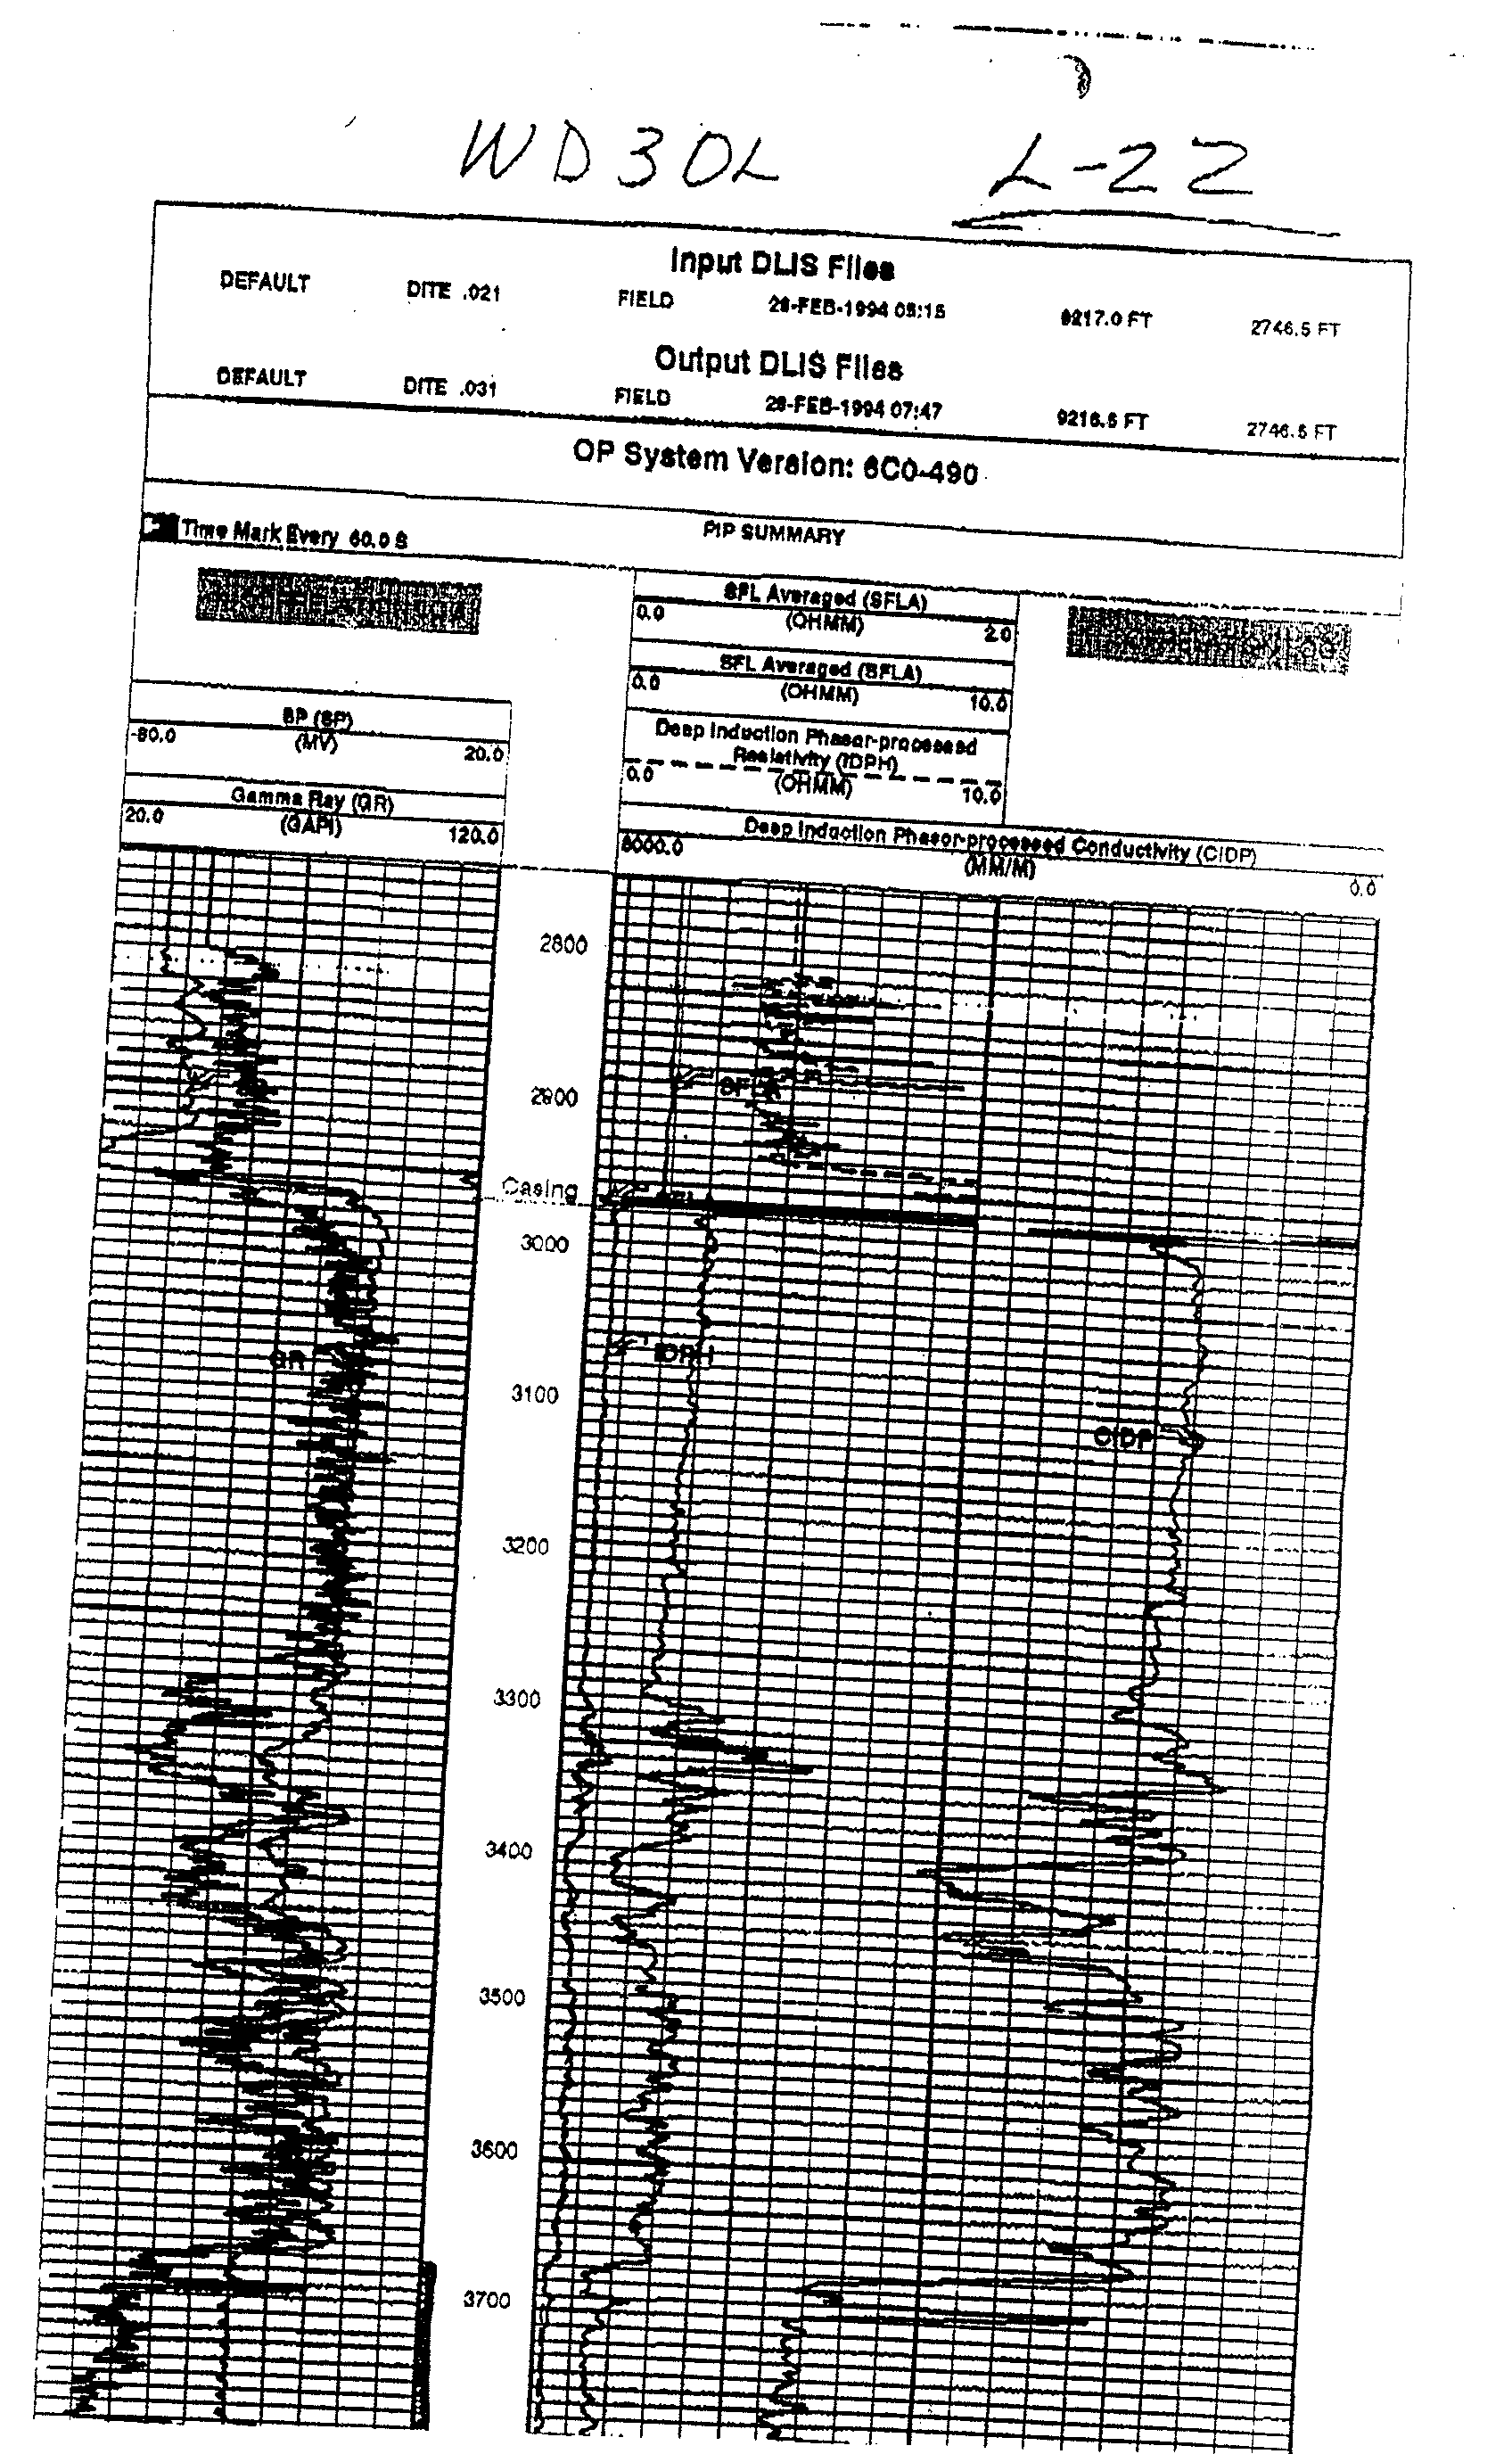 WD30L L-22
Input DLIS Files
DEFAULT DITE .021 FIELD 28-FEB-1994 05:15 9217.0 FT 2746.5 FT
Output DLIS Files
DEFAULT DITE .031 FIELD 28-FEB-1994 07:47 9216.5 FT 2746.5 FT
OP System Version: 6C0-490
PIP SUMMARY
Time Mark Every 60.0 S
SFL Averaged (SFLA)
0.0 (OHMM) 2.0
SFL Averaged (SFLA)
0.0 (OHMM) 10.0
SP (SP)
-80.0 (MV) 20.0
Deep Induction Phasor-processed
Resistivity (IDPH)
0.0 (OHMM) 10.0
Gamma Ray (GR)
20.0 (GAPI) 120.0
Deep Induction Phasor-processed Conductivity (CIDP)
8000.0 (MM/M) 0.0
2800
2900
Casing
3000
GR
IDPH
3100
CIDP
3200
3300
3400
3500
3600
3700